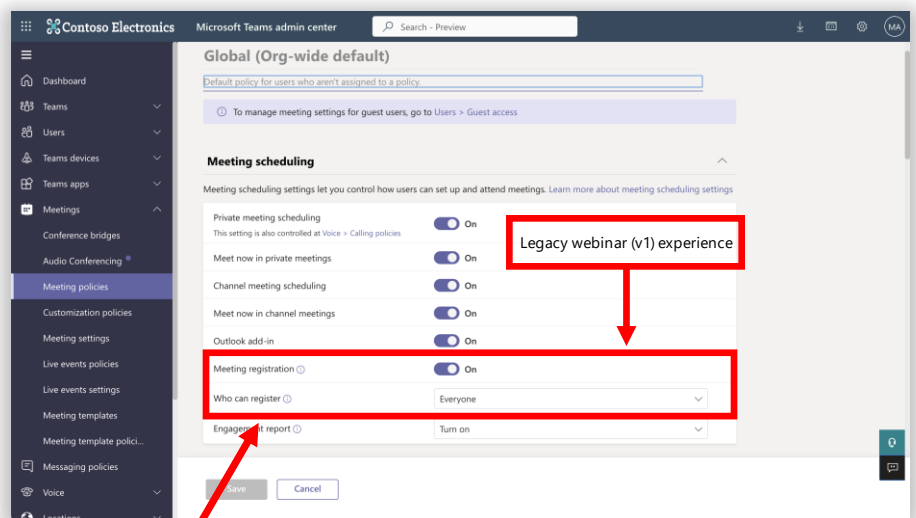 Contoso Electronics
Microsoft Teams admin center
Search - Preview
MA
Dashboard
Teams
Users
Teams devices
Teams apps
Meetings
Conference bridges
Audio Conferencing
Meeting policies
Customization policies
Meeting settings
Live events policies
Live events settings
Meeting templates
Meeting template polici...
Messaging policies
Voice
Locations
Global (Org-wide default)
Default policy for users who aren't assigned to a policy.
To manage meeting settings for guest users, go to Users > Guest access
Meeting scheduling
Meeting scheduling settings let you control how users can set up and attend meetings. Learn more about meeting scheduling settings
Private meeting scheduling
On
This setting is also controlled at Voice > Calling policies
Legacy webinar (v1) experience
Meet now in private meetings
On
Channel meeting scheduling
On
Meet now in channel meetings
On
Outlook add-in
On
Meeting registration
On
Who can register
Everyone
Engagement report
Turn on
Save
Cancel